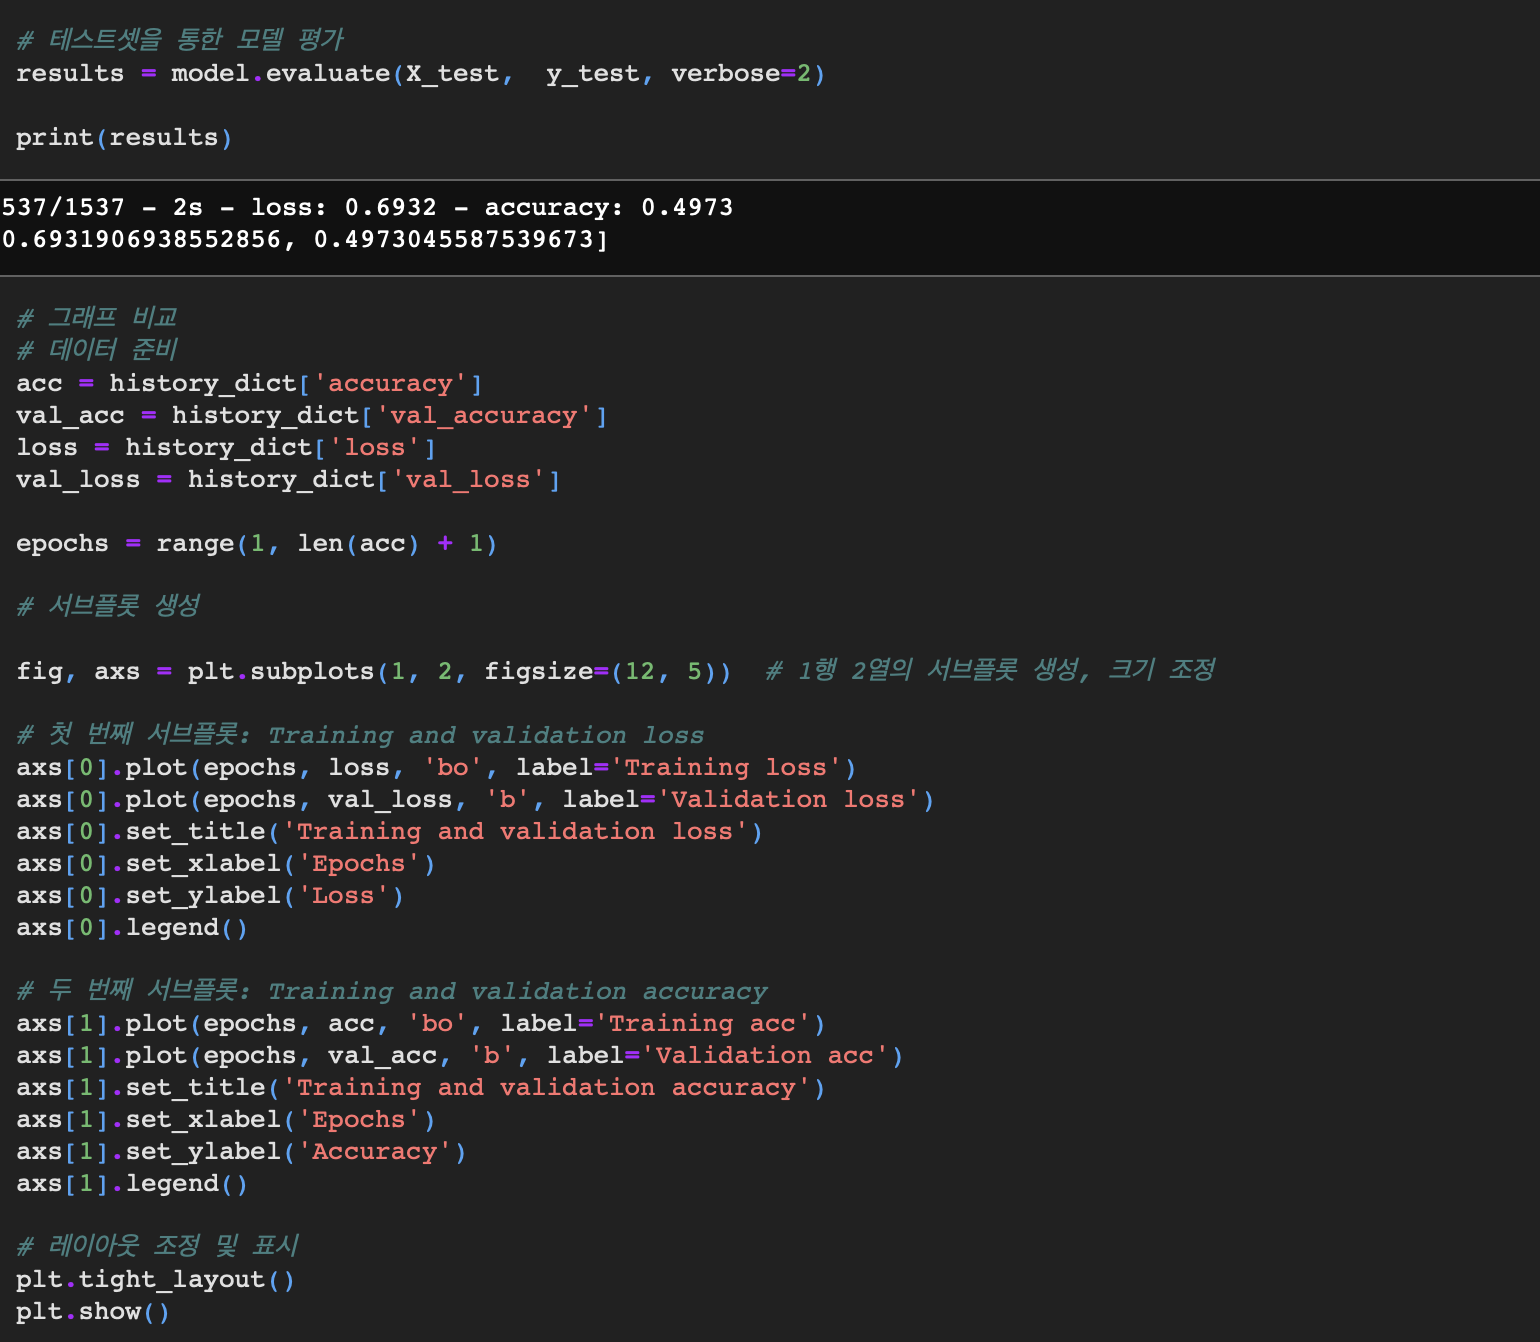 # 테스트셋을 통한 모델 평가
results = model.evaluate(X_test,  y_test, verbose=2)
print(results)
537/1537 - 2s - loss: 0.6932 - accuracy: 0.4973
0.6931906938552856, 0.4973045587539673]
# 그래프 비교
# 데이터 준비
acc = history_dict['accuracy']
val_acc = history_dict['val_accuracy']
loss = history_dict['loss']
val_loss = history_dict['val_loss']
epochs = range(1, len(acc) + 1)
# 서브플롯 생성
fig, axs = plt.subplots(1, 2, figsize=(12, 5))  # 1행 2열의 서브플롯 생성, 크기 조정
# 첫 번째 서브플롯: Training and validation loss
axs[0].plot(epochs, loss, 'bo', label='Training loss')
axs[0].plot(epochs, val_loss, 'b', label='Validation loss')
axs[0].set_title('Training and validation loss')
axs[0].set_xlabel('Epochs')
axs[0].set_ylabel('Loss')
axs[0].legend()
# 두 번째 서브플롯: Training and validation accuracy
axs[1].plot(epochs, acc, 'bo', label='Training acc')
axs[1].plot(epochs, val_acc, 'b', label='Validation acc')
axs[1].set_title('Training and validation accuracy')
axs[1].set_xlabel('Epochs')
axs[1].set_ylabel('Accuracy')
axs[1].legend()
# 레이아웃 조정 및 표시
plt.tight_layout()
plt.show()